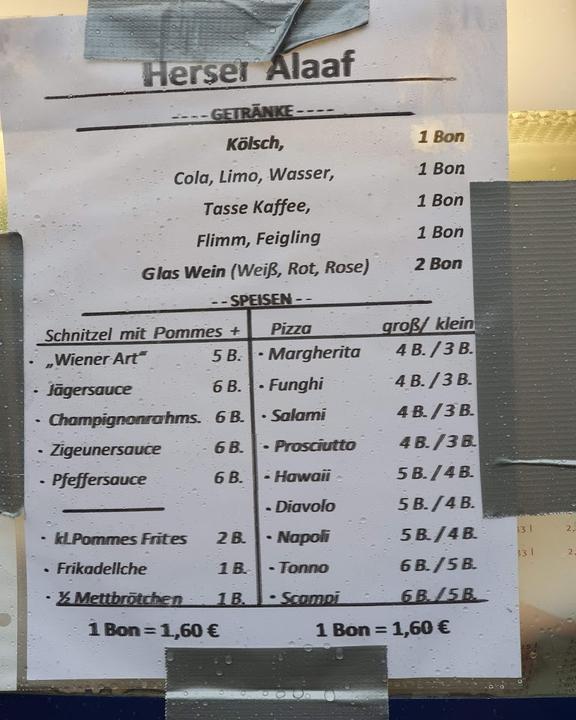 Herseler Alaaf
----GETRÄNKE----
Kölsch, 1 Bon
Cola, Limo, Wasser, 1 Bon
Tasse Kaffee, 1 Bon
Flimm, Feigling 1 Bon
Glas Wein (Weiß, Rot, Rose) 2 Bon
--SPEISEN--
Schnitzel mit Pommes +
· „Wiener Art“ 5 B.
· Jägersauce 6 B.
· Champignonrahms. 6 B.
· Zigeunersauce 6 B.
· Pfeffersauce 6 B.
· kl.Pommes Frites 2 B.
· Frikadellche 1 B.
· ½ Mettbrötchen 1 B.
Pizza groß/ klein
· Margherita 4 B. / 3 B.
· Funghi 4 B. / 3 B.
· Salami 4 B. / 3 B.
· Prosciutto 4 B. / 3 B.
· Hawaii 5 B. / 4 B.
· Diavolo 5 B. / 4 B.
· Napoli 5 B. / 4 B.
· Tonno 6 B. / 5 B.
· Scampi 6 B. / 5 B.
1 Bon = 1,60 € 1 Bon = 1,60 €